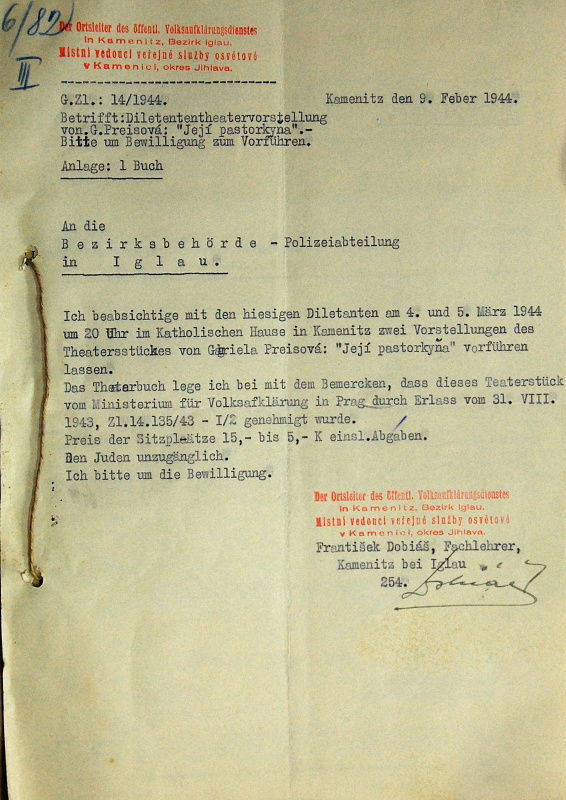 6/82
III
Der Ortsleiter des öffentl. Volksaufklärungsdienstes
in Kamenitz, Bezirk Iglau.
Místní vedoucí veřejné služby osvětové
v Kamenici, okres Jihlava.
G.Zl.: 14/1944. Kamenitz den 9. Feber 1944.
Betrifft:Diletententheatervorstellung
von.G.Preisová: "Její pastorkyňa".-
Bitte um Bewilligung zum Vorführen.
Anlage: 1 Buch
An die
B e z i r k s b e h ö r d e - Polizeiabteilung
in I g l a u .
Ich beabsichtige mit den hiesigen Diletanten am 4. und 5. März 1944
um 20 Uhr im Katholischen Hause in Kamenitz zwei Vorstellungen des
Theatersstückes von Gabriela Preisová: "Její pastorkyňa" vorführen
lassen.
Das Theaterbuch lege ich bei mit dem Bemercken, dass dieses Teaterstück
vom Ministerium für Volksafklärung in Prag durch Erlass vom 31. VIII.
1943, Zl.14.135/43 - I/2 genehmigt wurde.
Preis der Sitzplätze 15,- bis 5,- K einsl.Abgaben.
Den Juden unzugänglich.
Ich bitte um die Bewilligung.
Der Ortsleiter des öffentl. Volksaufklärungsdienstes
in Kamenitz, Bezirk Iglau.
Místní vedoucí veřejné služby osvětové
v Kamenici, okres Jihlava.
František Dobiáš, Fachlehrer,
Kamenitz bei Iglau
254.
Dobiáš